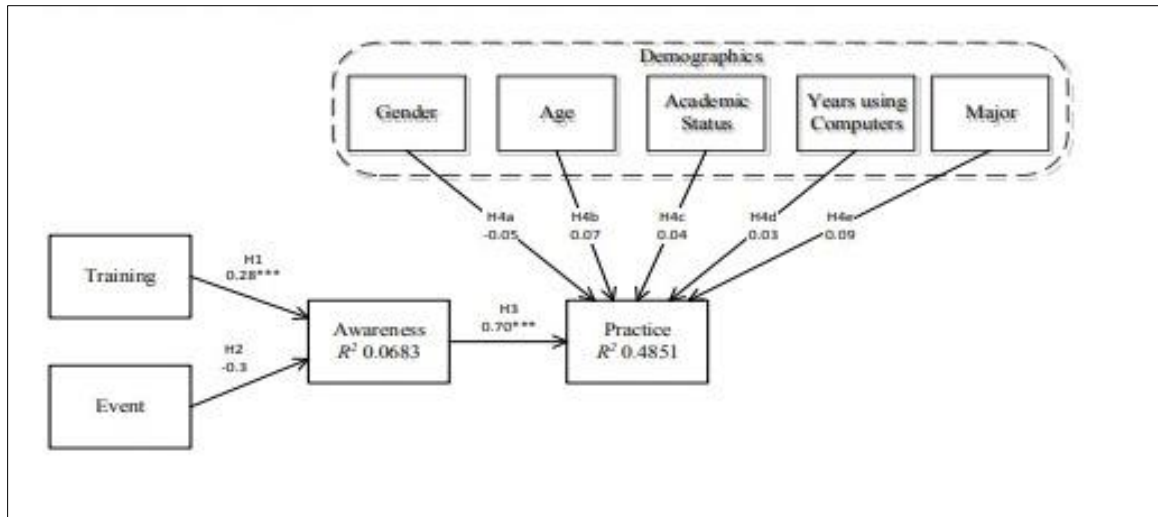 Demographics
Gender
Age
Academic
Status
Years using
Computers
Major
H4a
-0.05
H4b
0.07
H4c
0.04
H4d
0.03
H4e
0.09
Training
H1
0.28***
Event
H2
-0.3
Awareness
R² 0.0683
H3
0.70***
Practice
R² 0.4851